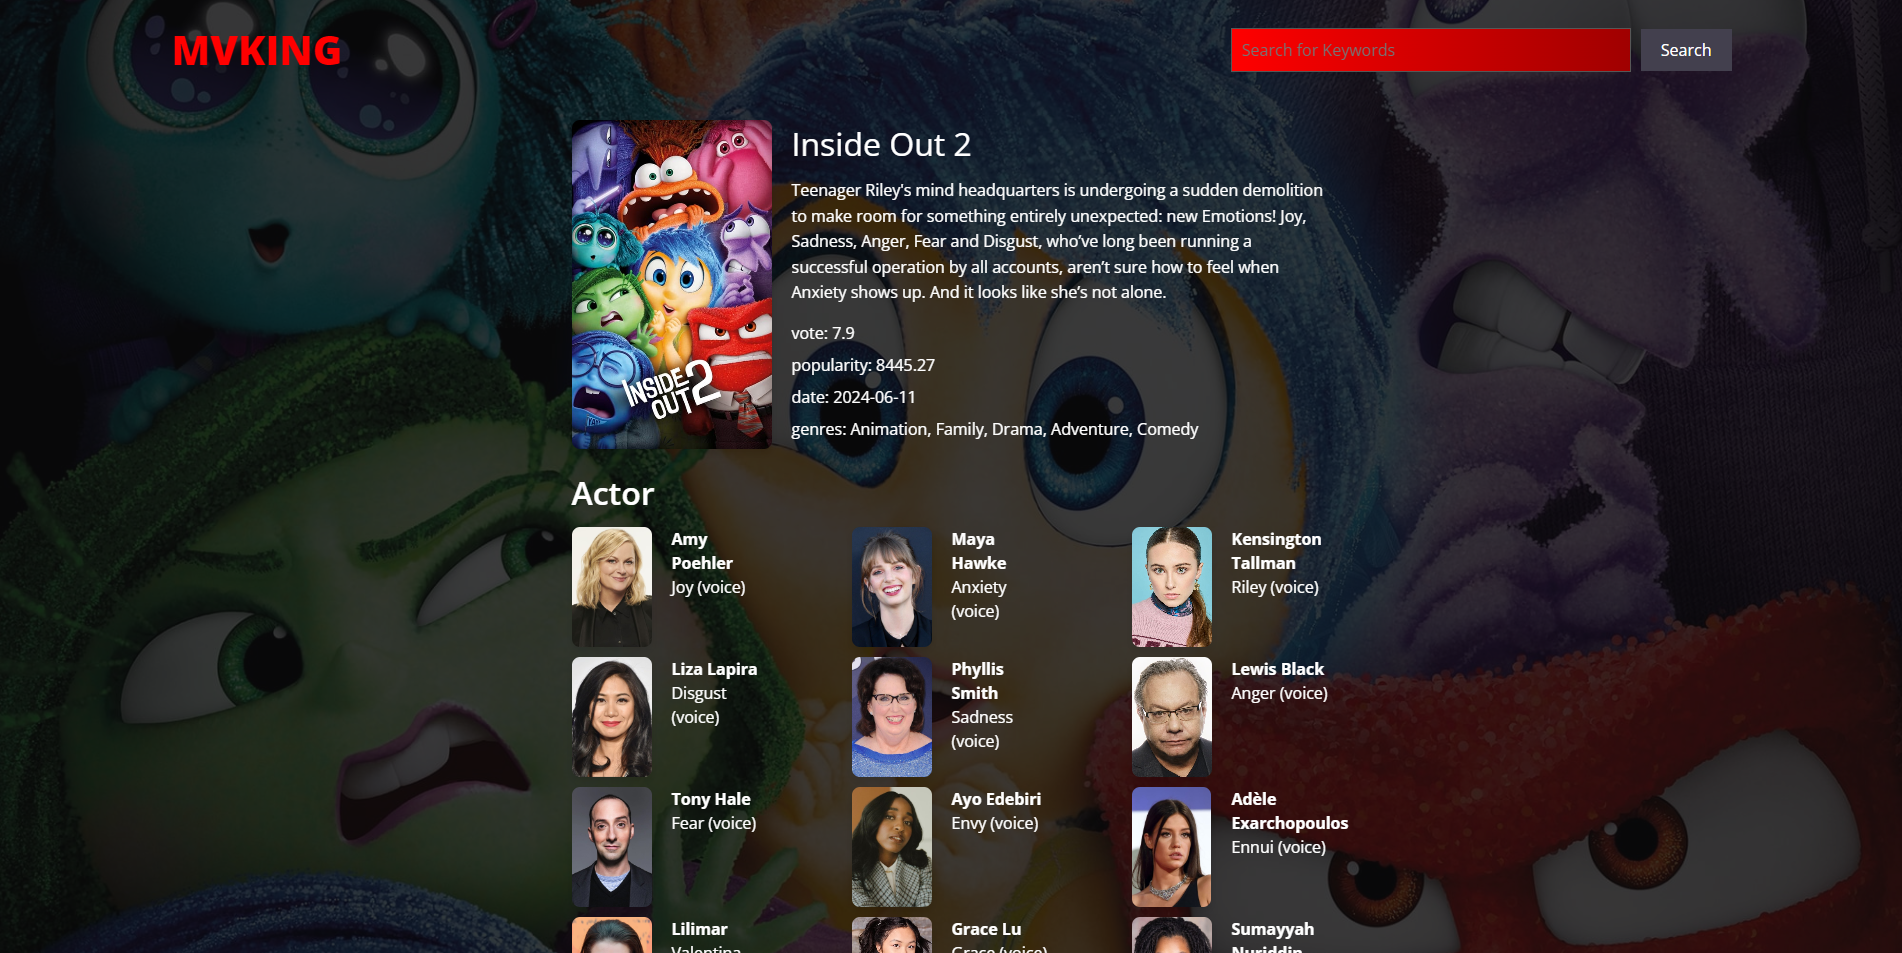 MVKING
Search for Keywords
Search
Inside Out 2
Teenager Riley's mind headquarters is undergoing a sudden demolition
to make room for something entirely unexpected: new Emotions! Joy,
Sadness, Anger, Fear and Disgust, who’ve long been running a
successful operation by all accounts, aren’t sure how to feel when
Anxiety shows up. And it looks like she’s not alone.
vote: 7.9
popularity: 8445.27
date: 2024-06-11
genres: Animation, Family, Drama, Adventure, Comedy
INSIDE
OUT 2
Actor
Amy
Poehler
Joy (voice)
Maya
Hawke
Anxiety
(voice)
Kensington
Tallman
Riley (voice)
Liza Lapira
Disgust
(voice)
Phyllis
Smith
Sadness
(voice)
Lewis Black
Anger (voice)
Tony Hale
Fear (voice)
Ayo Edebiri
Envy (voice)
Adèle
Exarchopoulos
Ennui (voice)
Lilimar
Valentina
Grace Lu
Grace (voice)
Sumayyah
Nuriddin